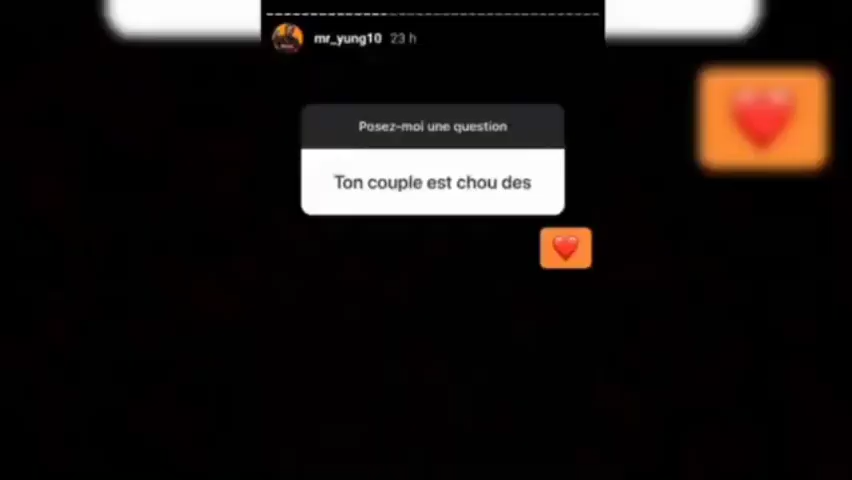 mr_yung10 23 h
Posez-moi une question
Ton couple est chou des
❤️